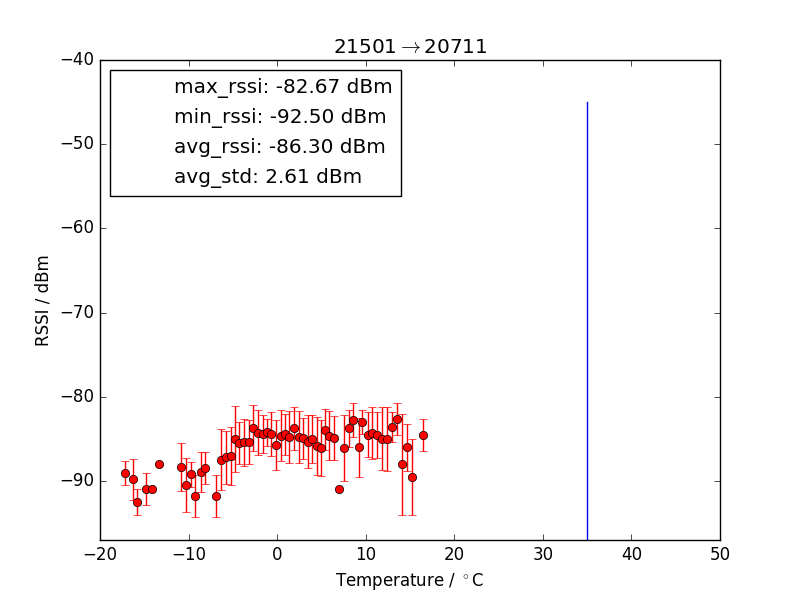 21501→20711
max_rssi: -82.67 dBm
min_rssi: -92.50 dBm
avg_rssi: -86.30 dBm
avg_std: 2.61 dBm
RSSI / dBm
−40
−50
−60
−70
−80
−90
−20 −10 0 10 20 30 40 50
Temperature / °C